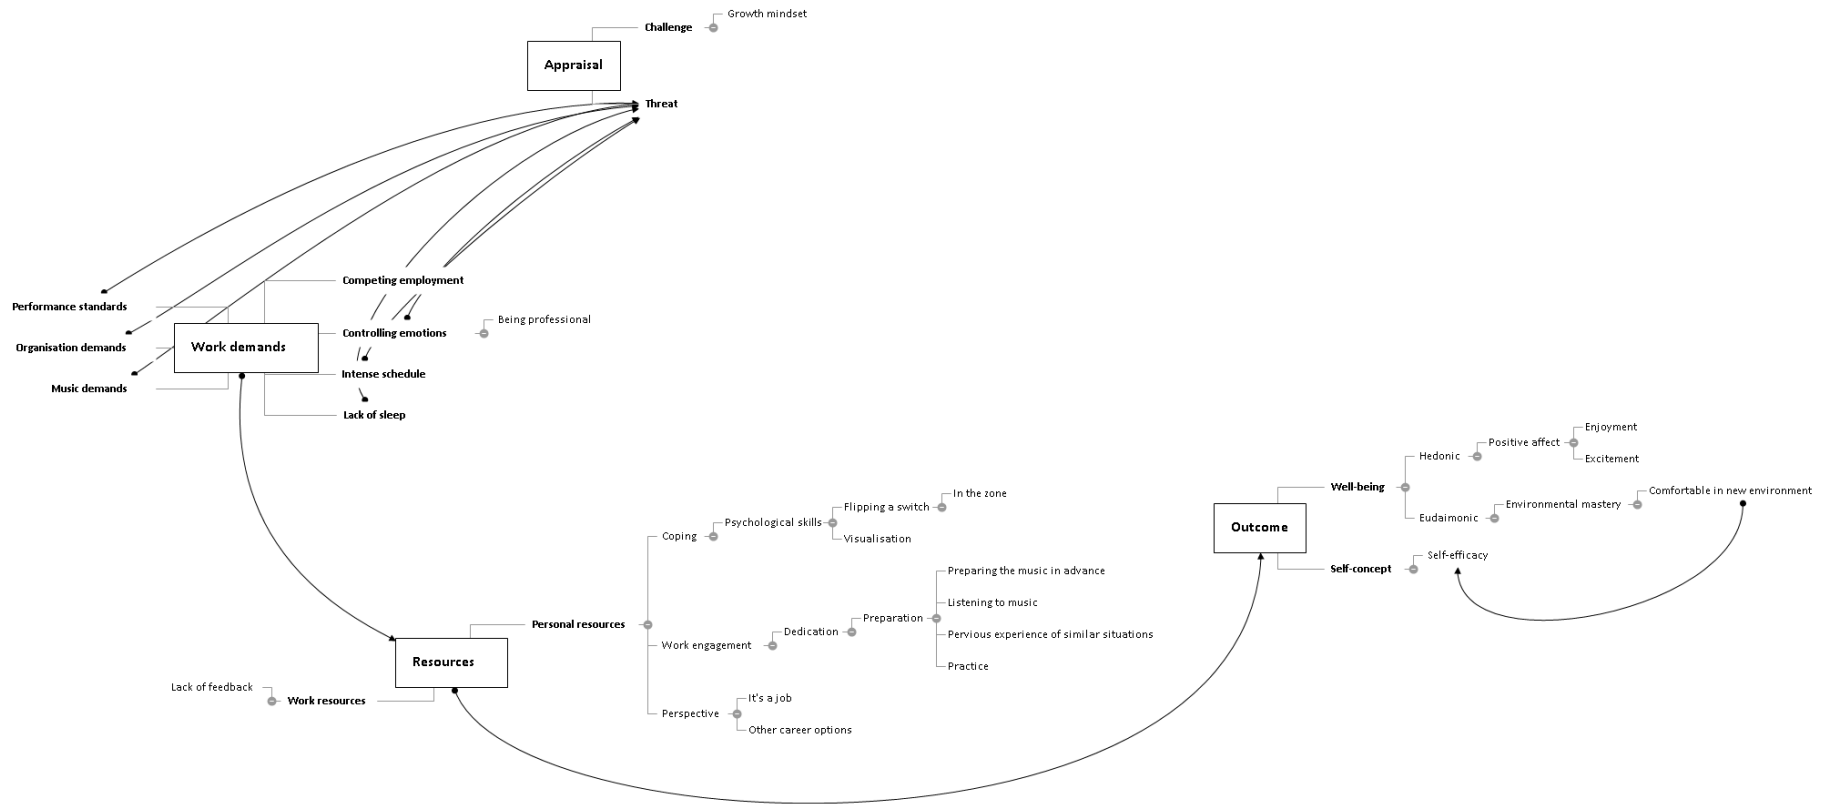 Growth mindset
Challenge
Appraisal
Threat
Competing employment
Performance standards
Controlling emotions
Being professional
Organisation demands
Work demands
Intense schedule
Music demands
Lack of sleep
Enjoyment
Positive affect
Hedonic
Excitement
Well-being
Comfortable in new environment
Environmental mastery
Eudaimonic
Outcome
Self-efficacy
Self-concept
In the zone
Flipping a switch
Psychological skills
Coping
Visualisation
Preparing the music in advance
Listening to music
Preparation
Personal resources
Dedication
Pervious experience of similar situations
Work engagement
Practice
Resources
Lack of feedback
Work resources
It's a job
Perspective
Other career options